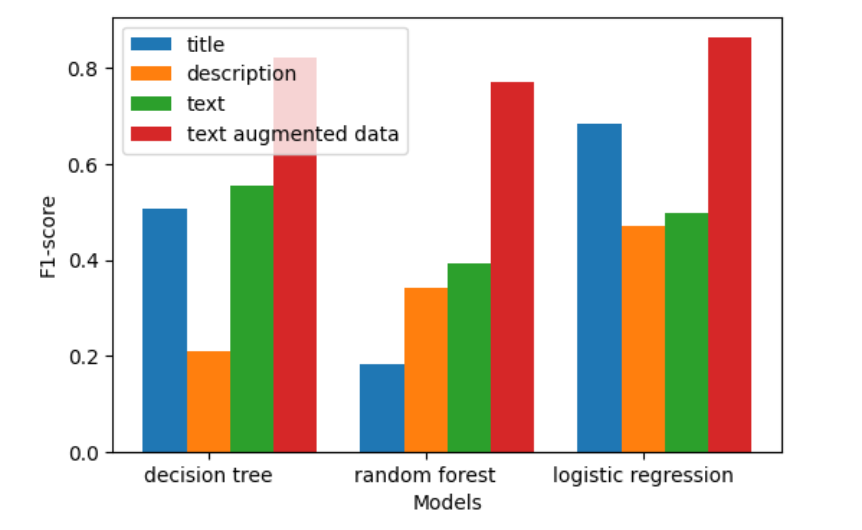 title
description
text
text augmented data
0.8
0.6
0.4
0.2
0.0
F1-score
decision tree random forest logistic regression
Models